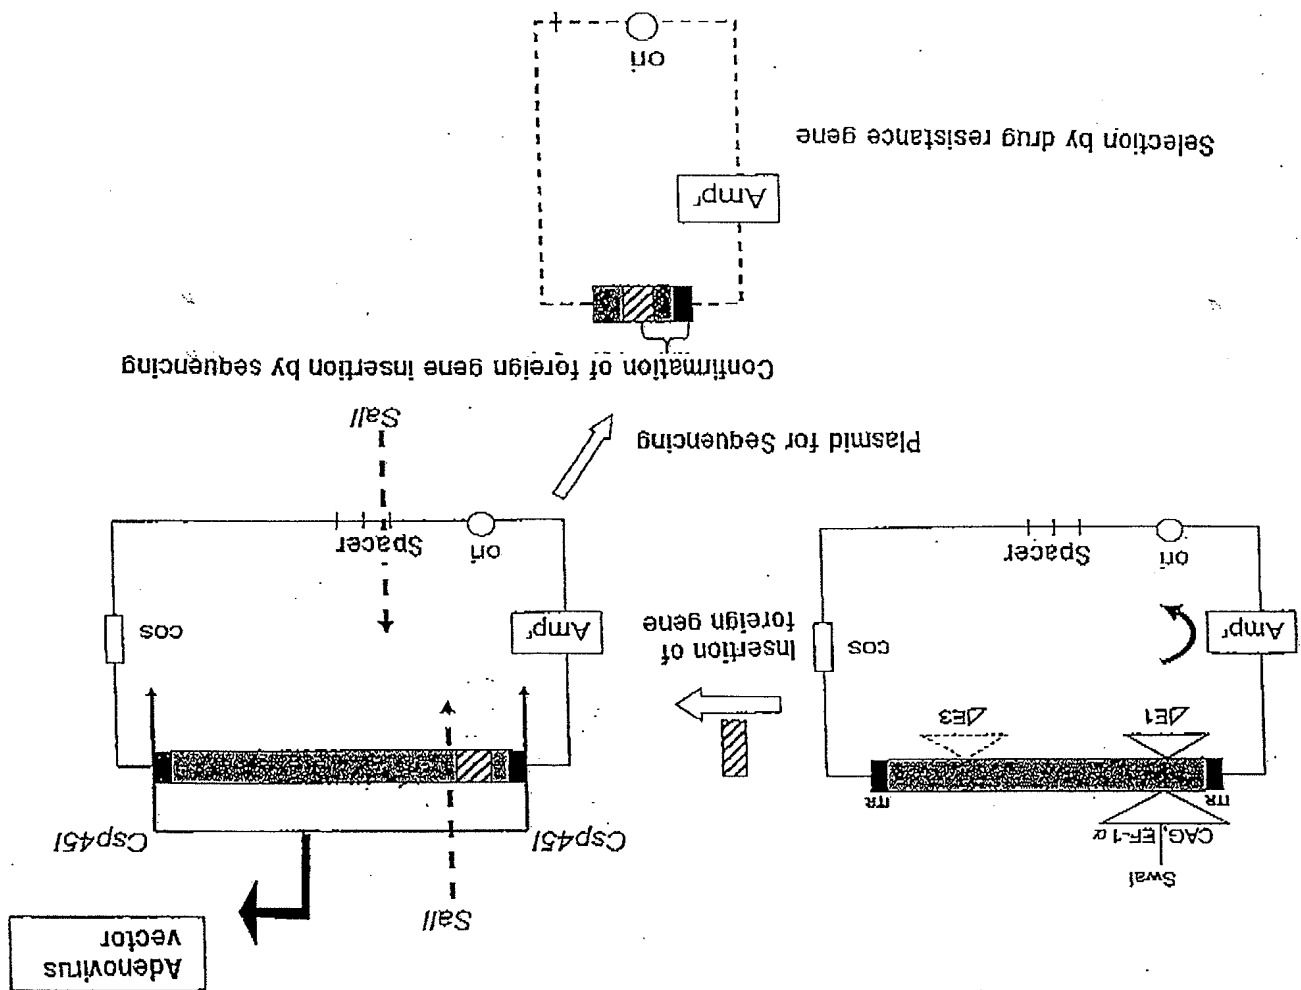 Adenovirus
vector
SwaI
CAG, EF-1α
ITR
ITR
ΔE1
ΔE3
Ampʳ
cos
ori
Spacer
Insertion of
foreign gene
SalI
Csp45I
Csp45I
Ampʳ
cos
ori
Spacer
SalI
Plasmid for Sequencing
Confirmation of foreign gene insertion by sequencing
Ampʳ
Selection by drug resistance gene
ori